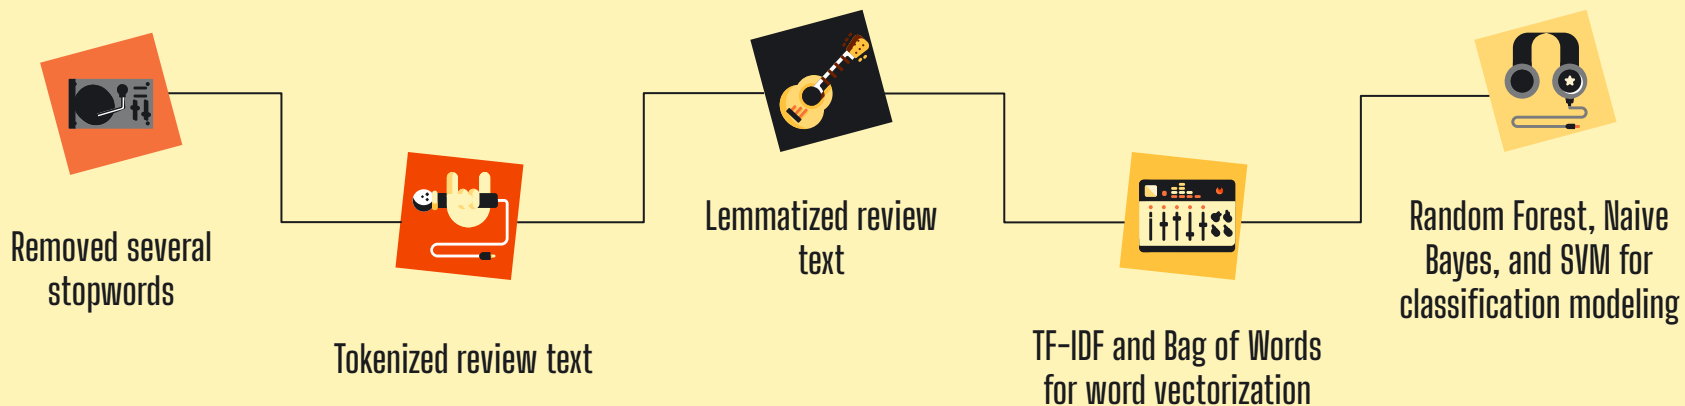 Removed several
stopwords
Tokenized review text
Lemmatized review
text
TF-IDF and Bag of Words
for word vectorization
Random Forest, Naive
Bayes, and SVM for
classification modeling